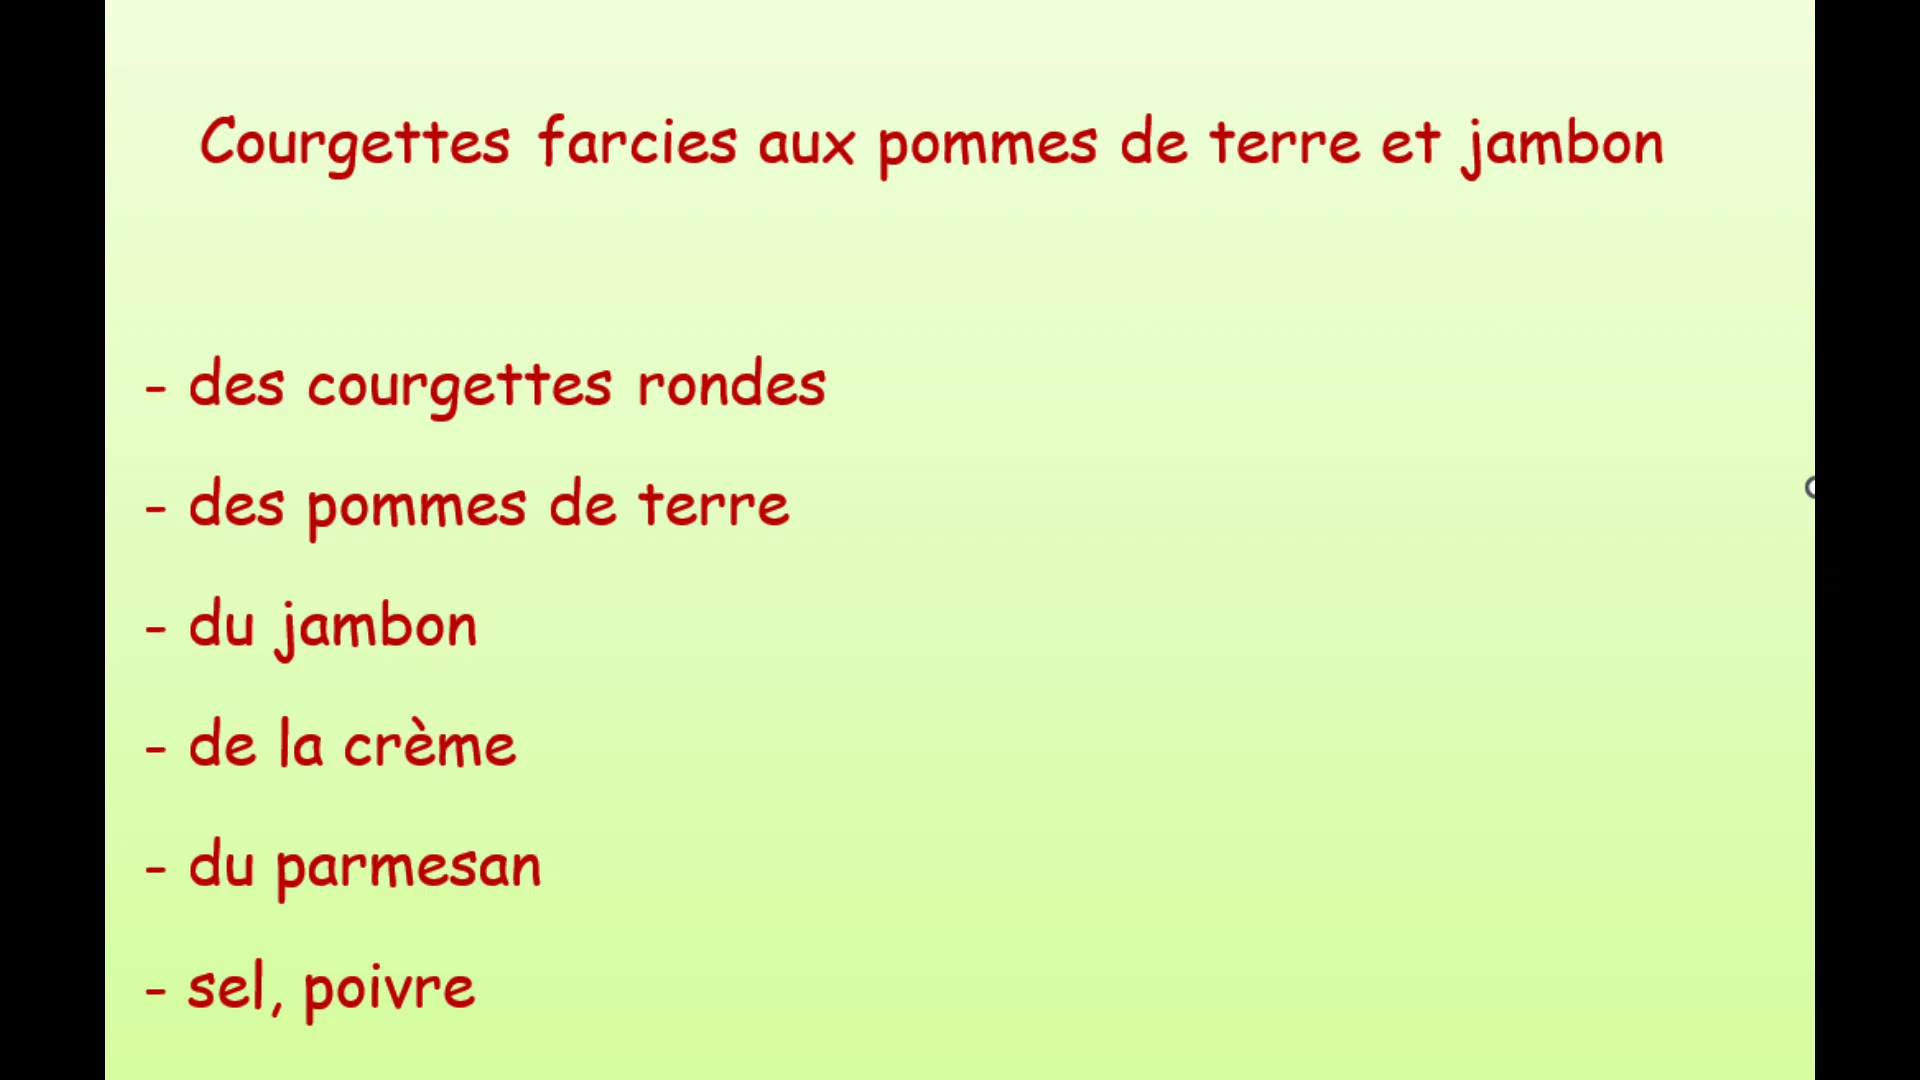 Courgettes farcies aux pommes de terre et jambon
- des courgettes rondes
- des pommes de terre
- du jambon
- de la crème
- du parmesan
- sel, poivre